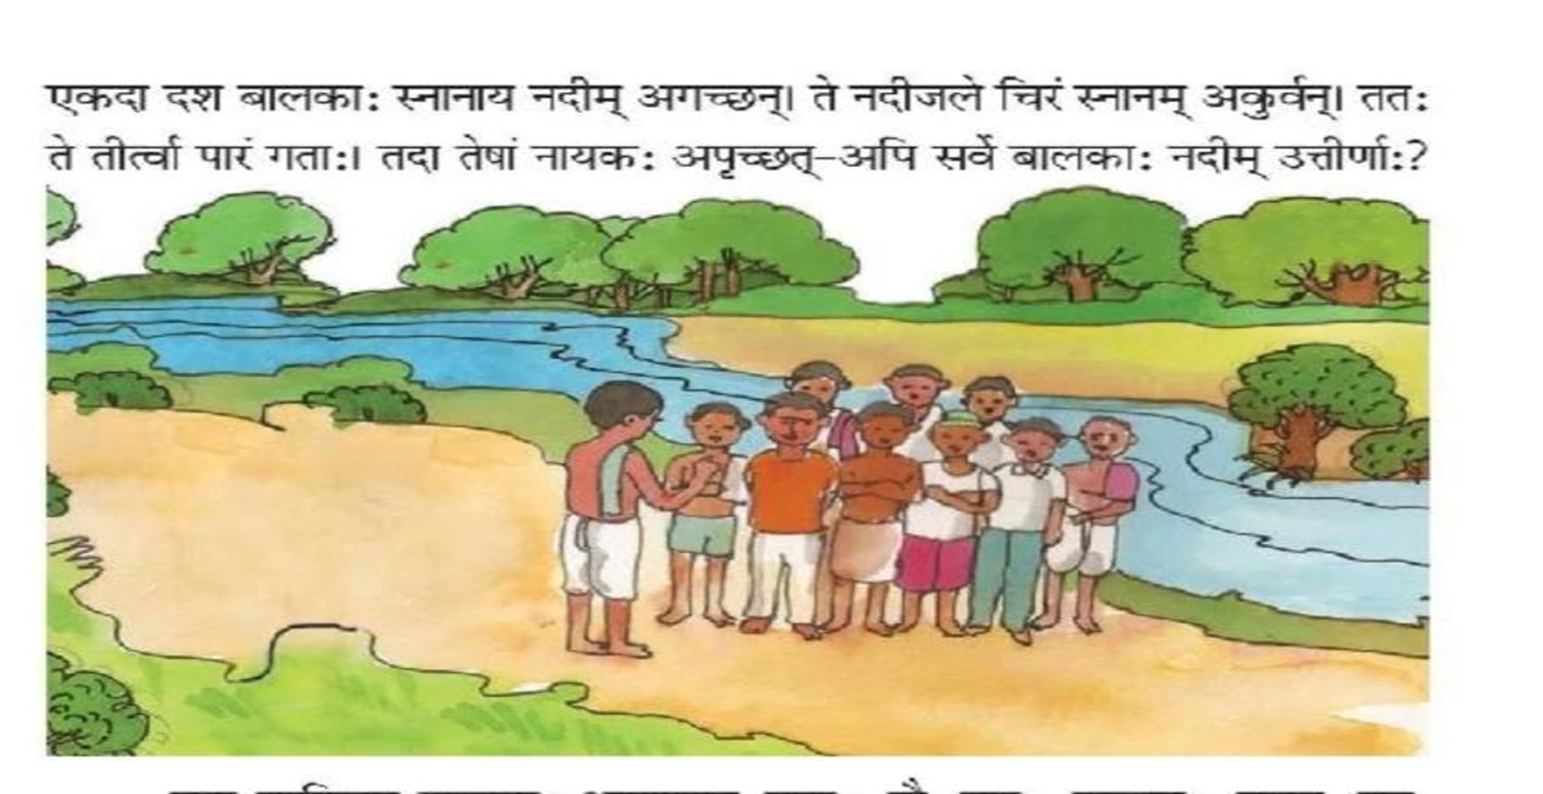 एकदा दश बालका: स्नानाय नदीम् अगच्छन्। ते नदीजले चिरं स्नानम् अकुर्वन्। तत:
ते तीर्त्वा पारं गता:। तदा तेषां नायक: अपृच्छत्-अपि सर्वे बालका: नदीम् उत्तीर्णा:?